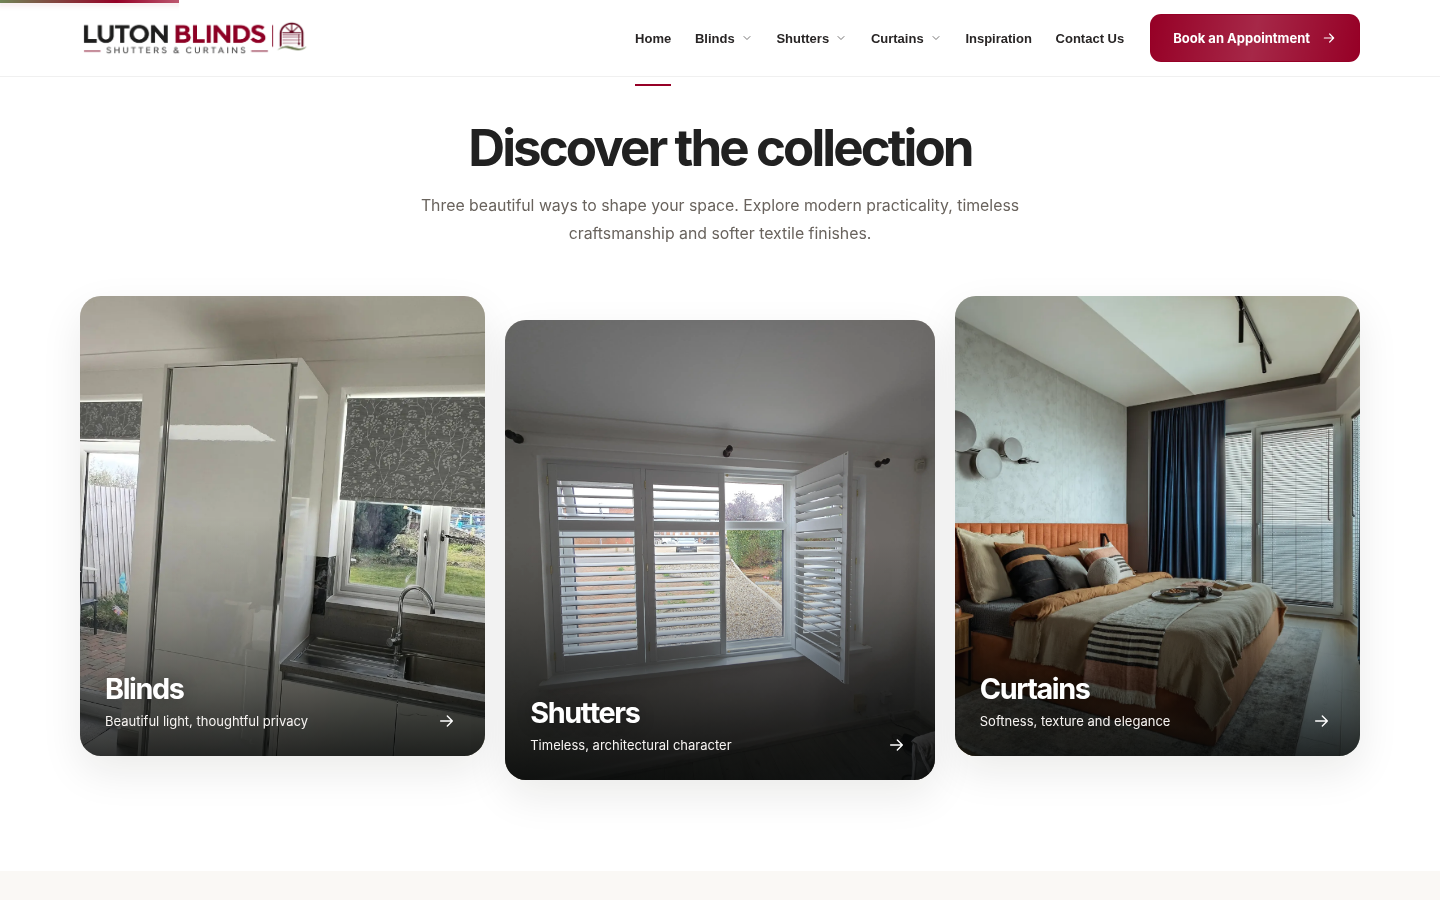 LUTON BLINDS
SHUTTERS & CURTAINS
Home
Blinds
Shutters
Curtains
Inspiration
Contact Us
Book an Appointment
Discover the collection
Three beautiful ways to shape your space. Explore modern practicality, timeless
craftsmanship and softer textile finishes.
Blinds
Beautiful light, thoughtful privacy
Shutters
Timeless, architectural character
Curtains
Softness, texture and elegance